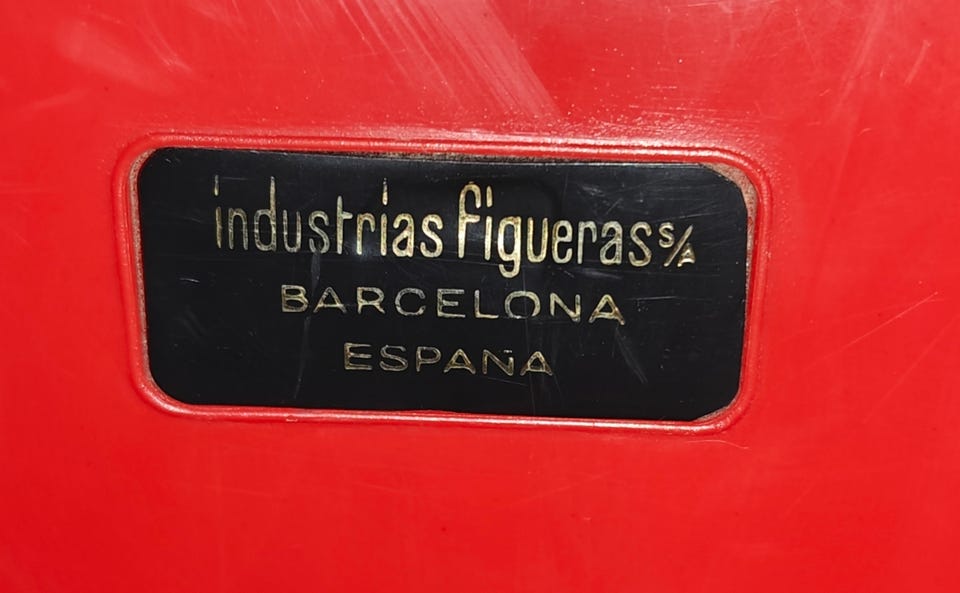 industrias figueras S/A
BARCELONA
ESPAÑA